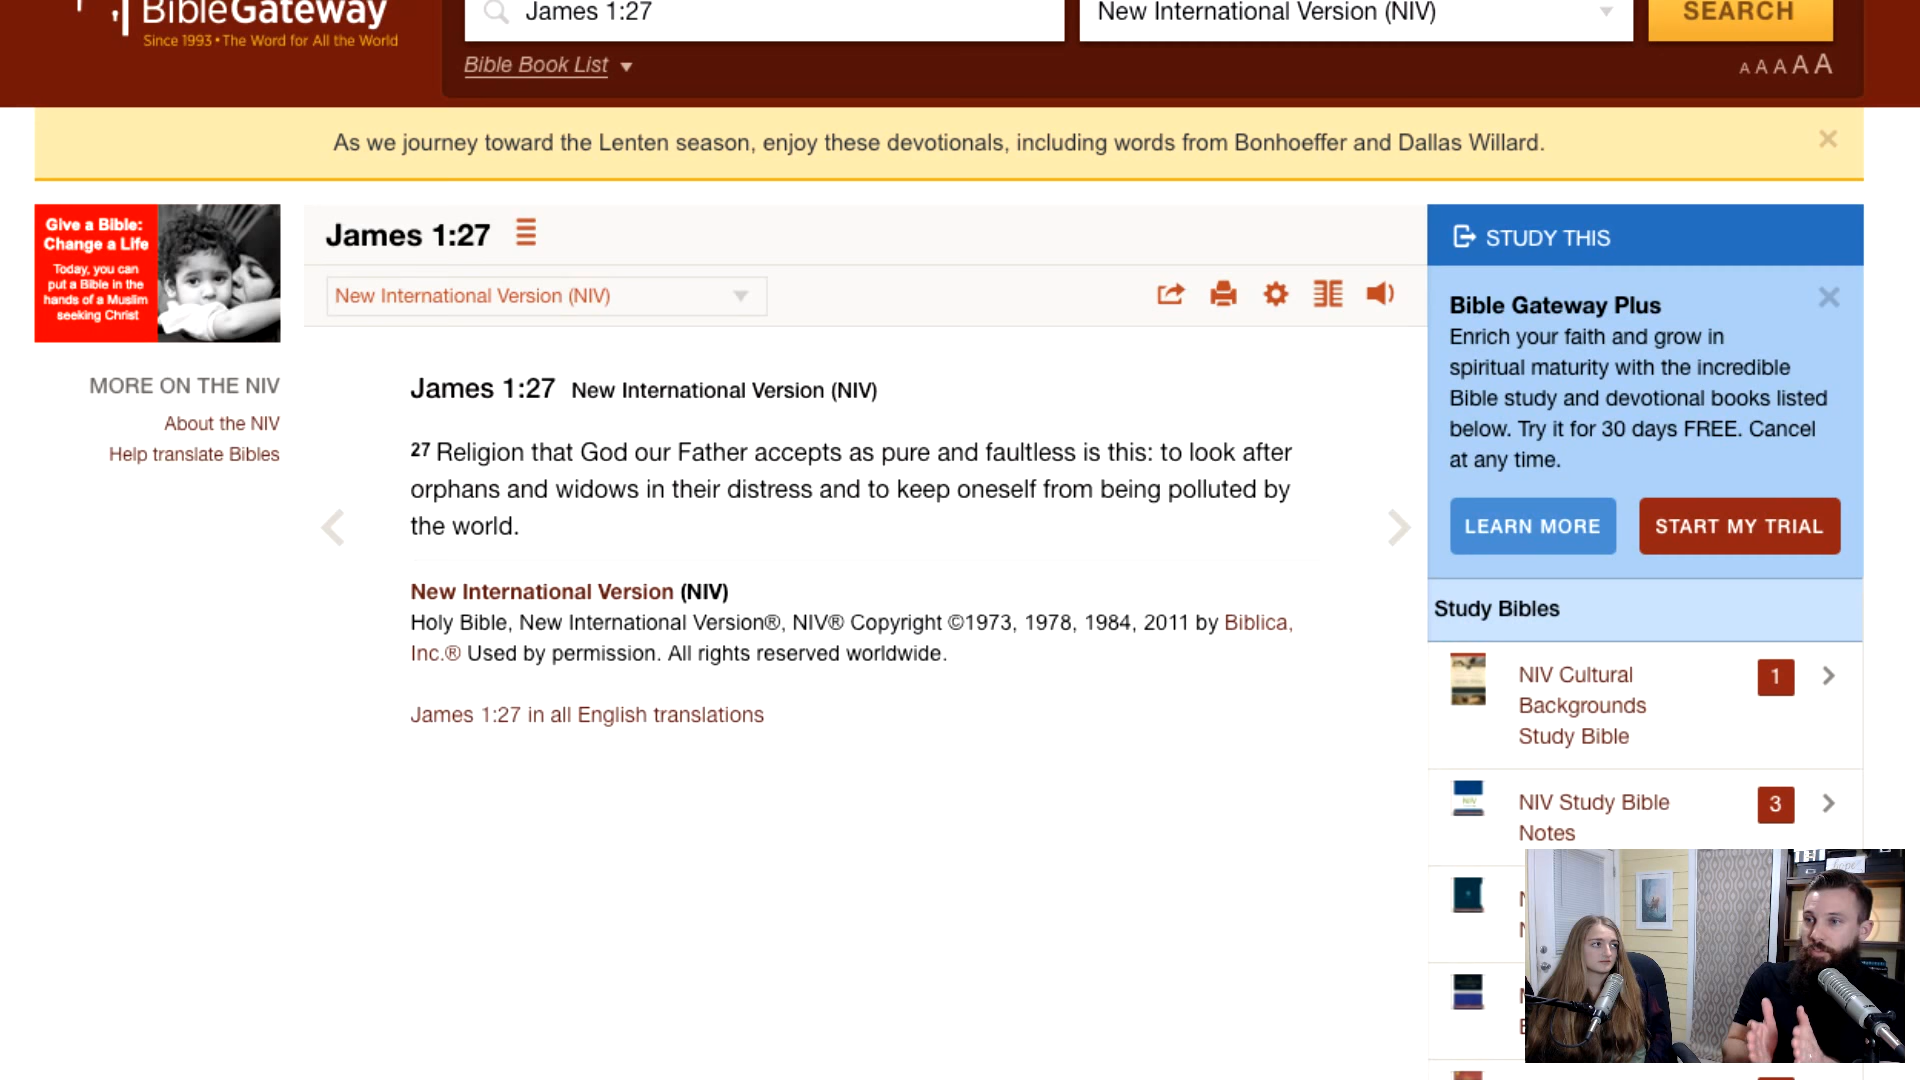 BibleGateway
Since 1993 • The Word for All the World
James 1:27
New International Version (NIV)
SEARCH
Bible Book List
A A A A A
As we journey toward the Lenten season, enjoy these devotionals, including words from Bonhoeffer and Dallas Willard.
Give a Bible:
Change a Life
Today, you can
put a Bible in the
hands of a Muslim
seeking Christ
MORE ON THE NIV
About the NIV
Help translate Bibles
James 1:27
New International Version (NIV)
James 1:27 New International Version (NIV)
27 Religion that God our Father accepts as pure and faultless is this: to look after
orphans and widows in their distress and to keep oneself from being polluted by
the world.
New International Version (NIV)
Holy Bible, New International Version®, NIV® Copyright ©1973, 1978, 1984, 2011 by Biblica,
Inc.® Used by permission. All rights reserved worldwide.
James 1:27 in all English translations
STUDY THIS
Bible Gateway Plus
Enrich your faith and grow in
spiritual maturity with the incredible
Bible study and devotional books listed
below. Try it for 30 days FREE. Cancel
at any time.
LEARN MORE
START MY TRIAL
Study Bibles
NIV Cultural
Backgrounds
Study Bible
1
NIV Study Bible
Notes
3